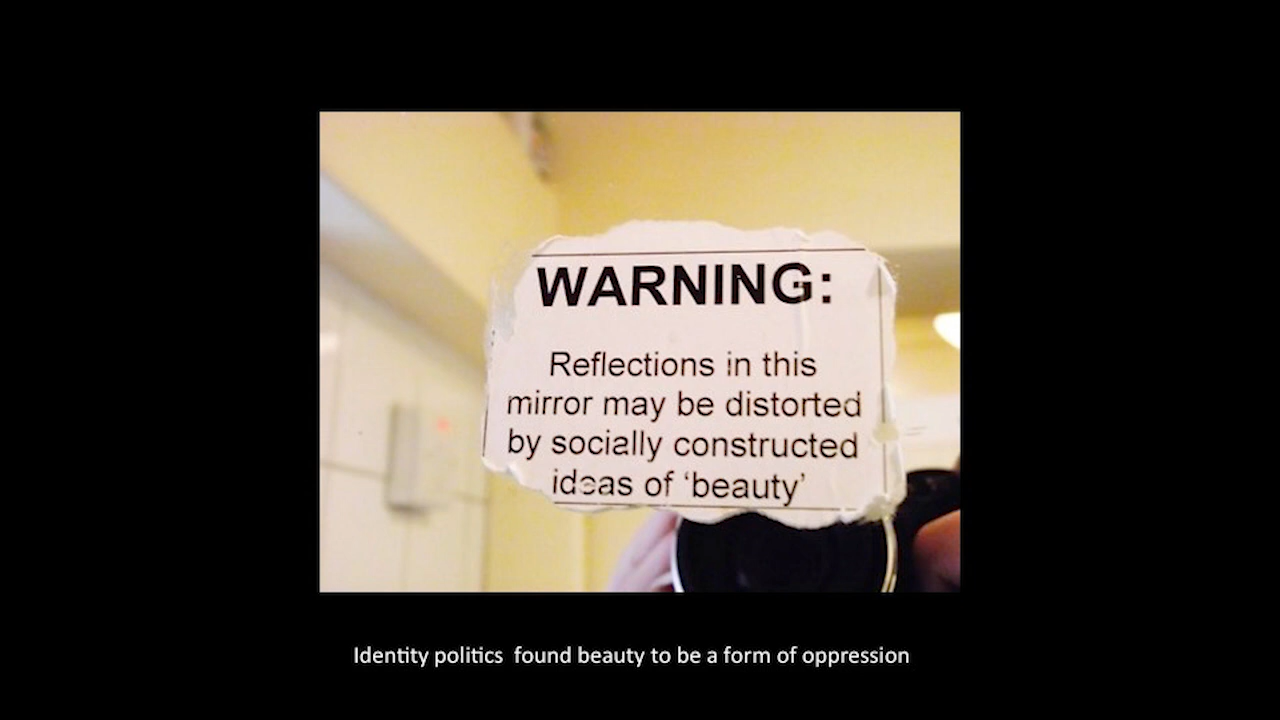 WARNING:
Reflections in this
mirror may be distorted
by socially constructed
ideas of ‘beauty’
Identity politics  found beauty to be a form of oppression